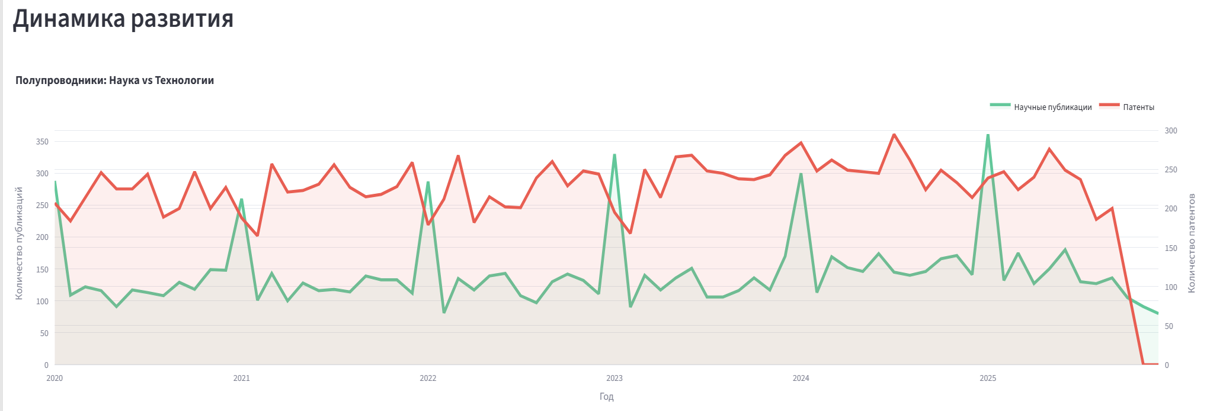 Динамика развития
Полупроводники: Наука vs Технологии
Научные публикации Патенты
Количество публикаций
350
300
250
200
150
100
50
0
300
250
200
150
100
50
0
Количество патентов
2020 2021 2022 2023 2024 2025
Год